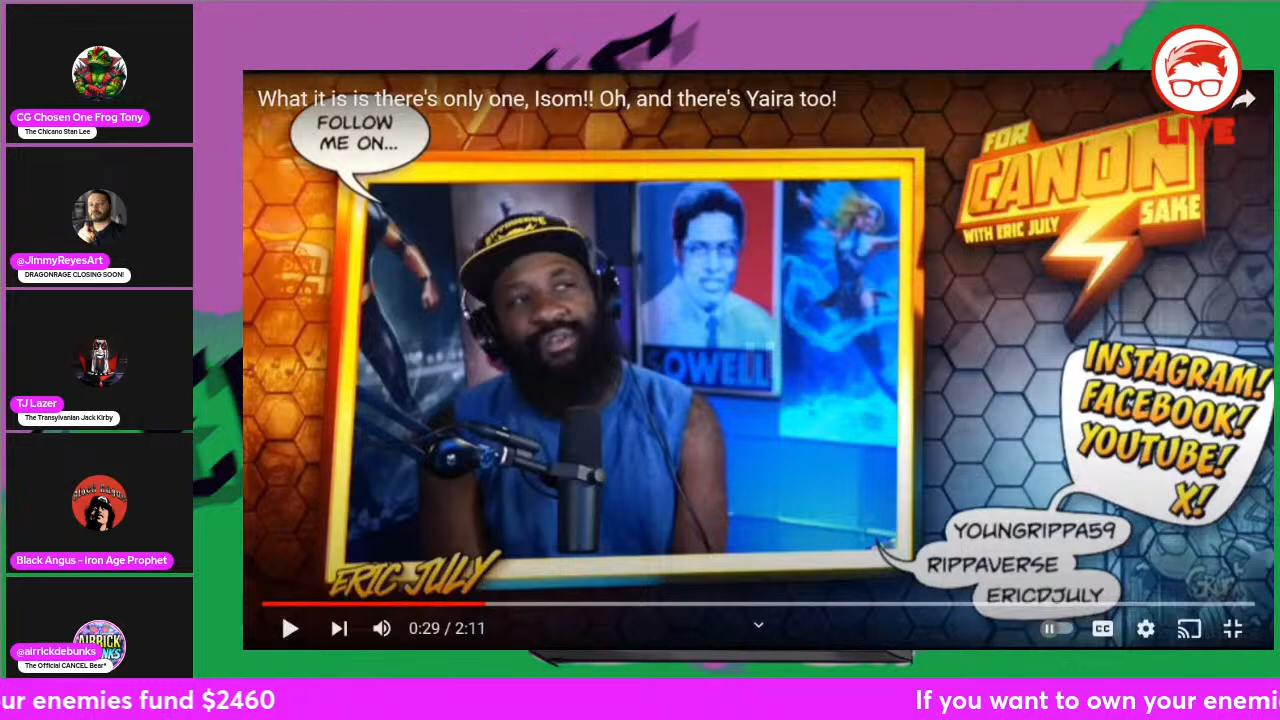 CG Chosen One Frog Tony
The Chicano Stan Lee
@JImmyReyesArt
DRAGONRAGE CLOSING SOON!
TJ Lazer
The Transylvanian Jack Kirby
Black Angus - Iron Age Prophet
@airrickdebunks
The Official CANCEL Bear*
What it is is there's only one, Isom!! Oh, and there's Yaira too!
FOLLOW
ME ON...
SOWELL
ERIC JULY
LIVE
FOR
CANON
WITH ERIC JULY
SAKE
INSTAGRAM!
FACEBOOK!
YOUTUBE!
X!
YOUNGRIPPA59
RIPPAVERSE
ERICDJULY
0:29 / 2:11
CC
ur enemies fund $2460
If you want to own your enemi